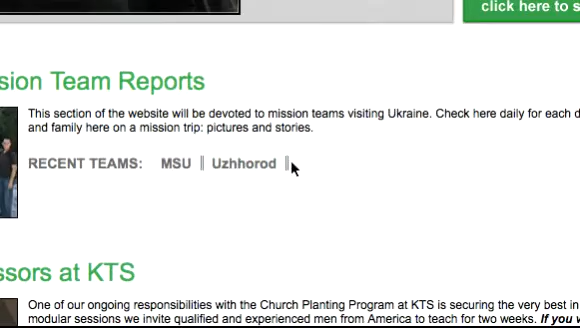 click here to s
sion Team Reports
This section of the website will be devoted to mission teams visiting Ukraine. Check here daily for each d
and family here on a mission trip: pictures and stories.
RECENT TEAMS: MSU || Uzhhorod ||
ssors at KTS
One of our ongoing responsibilities with the Church Planting Program at KTS is securing the very best in
modular sessions we invite qualified and experienced men from America to teach for two weeks. If you v